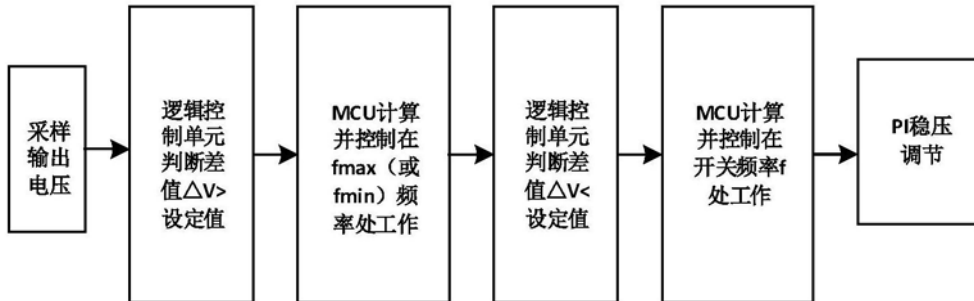 采样
输出
电压
逻辑控
制单元
判断差
值△V>
设定值
MCU计算
并控制在
fmax（或
fmin）频
率处工作
逻辑控
制单元
判断差
值△V<
设定值
MCU计算
并控制在
开关频率f
处工作
PI稳压
调节